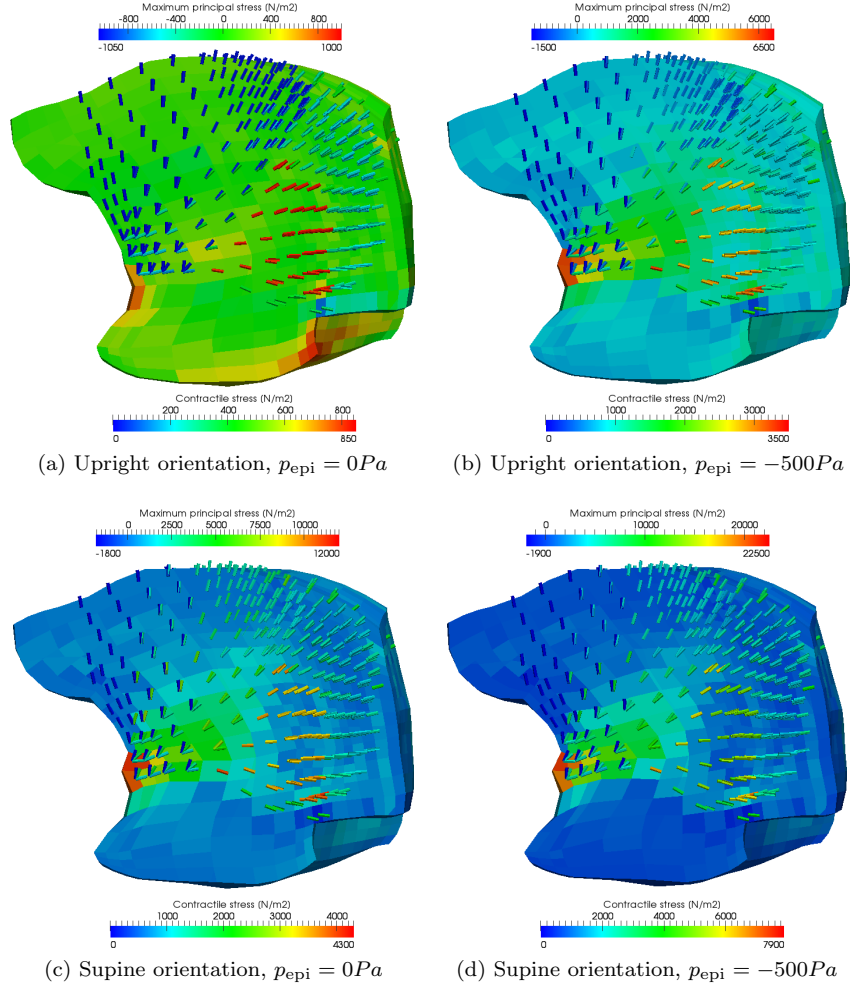 Maximum principal stress (N/m2)
-800 -400 0 400 800
-1050 1000
Contractile stress (N/m2)
200 400 600 800
0 850
(a) Upright orientation, p_epi = 0Pa
Maximum principal stress (N/m2)
0 2000 4000 6000
-1500 6500
Contractile stress (N/m2)
1000 2000 3000
0 3500
(b) Upright orientation, p_epi = −500Pa
Maximum principal stress (N/m2)
0 2500 5000 7500 10000
-1800 12000
Contractile stress (N/m2)
1000 2000 3000 4000
0 4300
(c) Supine orientation, p_epi = 0Pa
Maximum principal stress (N/m2)
0 10000 20000
-1900 22500
Contractile stress (N/m2)
2000 4000 6000
0 7900
(d) Supine orientation, p_epi = −500Pa